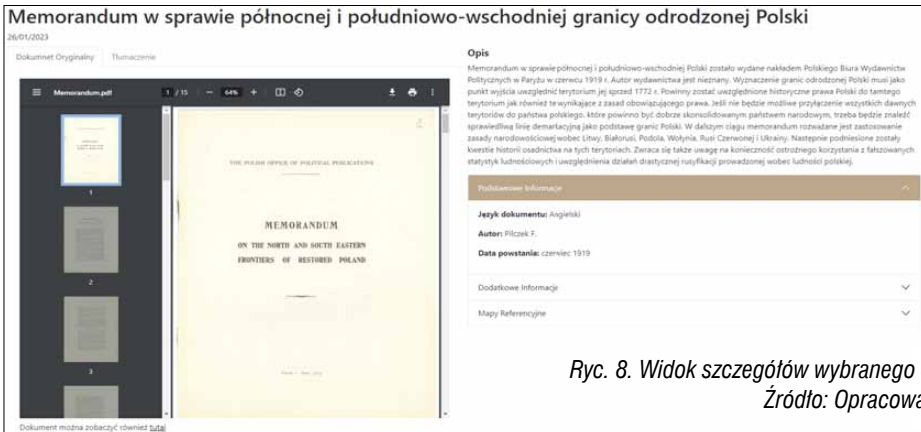 Memorandum w sprawie północnej i południowo-wschodniej granicy odrodzonej Polski
26/01/2023
Dokumnet Oryginalny Tłumaczenie
Memorandum.pdf 1 / 15 64%
1
2
3
THE POLISH OFFICE OF POLITICAL PUBLICATIONS
MEMORANDUM
ON THE NORTH AND SOUTH EASTERN
FRONTIERS OF RESTORED POLAND
Dokument można zobaczyć również tutaj
Opis
Memorandum w sprawie północnej i południowo-wschodniej Polski zostało wydane nakładem Polskiego Biura Wydawnictw
Politycznych w Paryżu w czerwcu 1919 r. Autor wydawnictwa jest nieznany. Wyznaczenie granic odrodzonej Polski musi jako
punkt wyjścia uwzględnić terytorium jej sprzed 1772 r. Powinny zostać uwzględnione historyczne prawa Polski do tamtego
terytorium jak również te wynikające z zasad obowiązującego prawa. Jeśli nie będzie możliwe przyłączenie wszystkich dawnych
terytoriów do państwa polskiego, które powinno być dobrze skonsolidowanym państwem narodowym, trzeba będzie znaleźć
sprawiedliwą linię demarkacyjną jako podstawę granic Polski. W dalszym ciągu memorandum rozważane jest zastosowanie
zasady narodowościowej wobec Litwy, Białorusi, Podola, Wołynia, Rusi Czerwonej i Ukrainy. Następnie podniesione zostały
kwestie historii osadnictwa na tych terytoriach. Zwraca się także uwagę na konieczność ostrożnego korzystania z fałszowanych
statystyk ludnościowych i uwzględnienia działań drastycznej rusyfikacji prowadzonej wobec ludności polskiej.
Podstawowe Informacje
Język dokumentu: Angielski
Autor: Pilczek F.
Data powstania: czerwiec 1919
Dodatkowe Informacje
Mapy Referencyjne
Ryc. 8. Widok szczegółów wybranego
Źródło: Opracowa